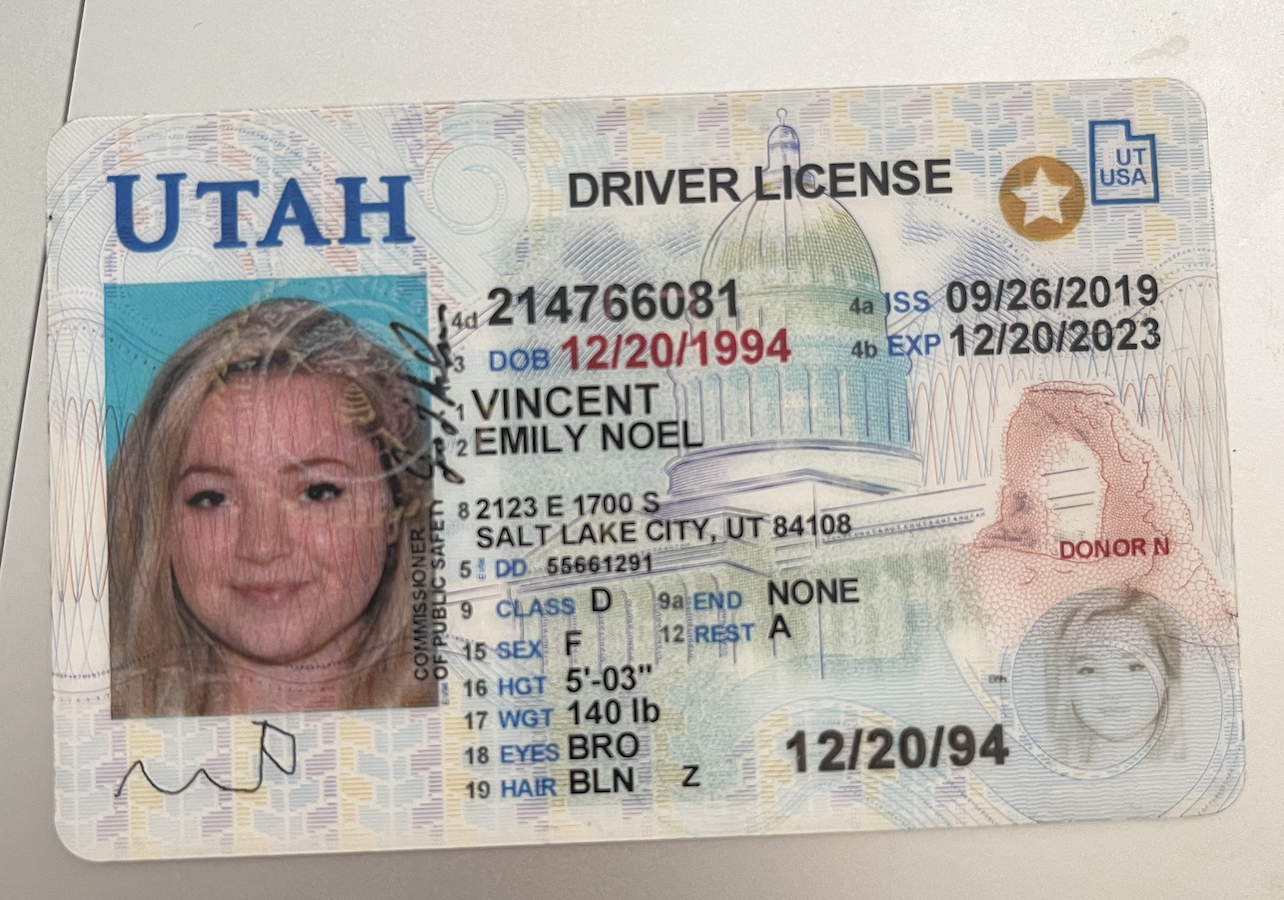 UTAH
DRIVER LICENSE
UT
USA
4d 214766081
4a ISS 09/26/2019
3 DOB 12/20/1994
4b EXP 12/20/2023
1 VINCENT
2 EMILY NOEL
8 2123 E 1700 S
SALT LAKE CITY, UT 84108
5 DD 55661291
DONOR N
9 CLASS D 9a END NONE
15 SEX F 12 REST A
16 HGT 5'-03"
17 WGT 140 lb
18 EYES BRO
19 HAIR BLN Z
12/20/94
COMMISSIONER
OF PUBLIC SAFETY